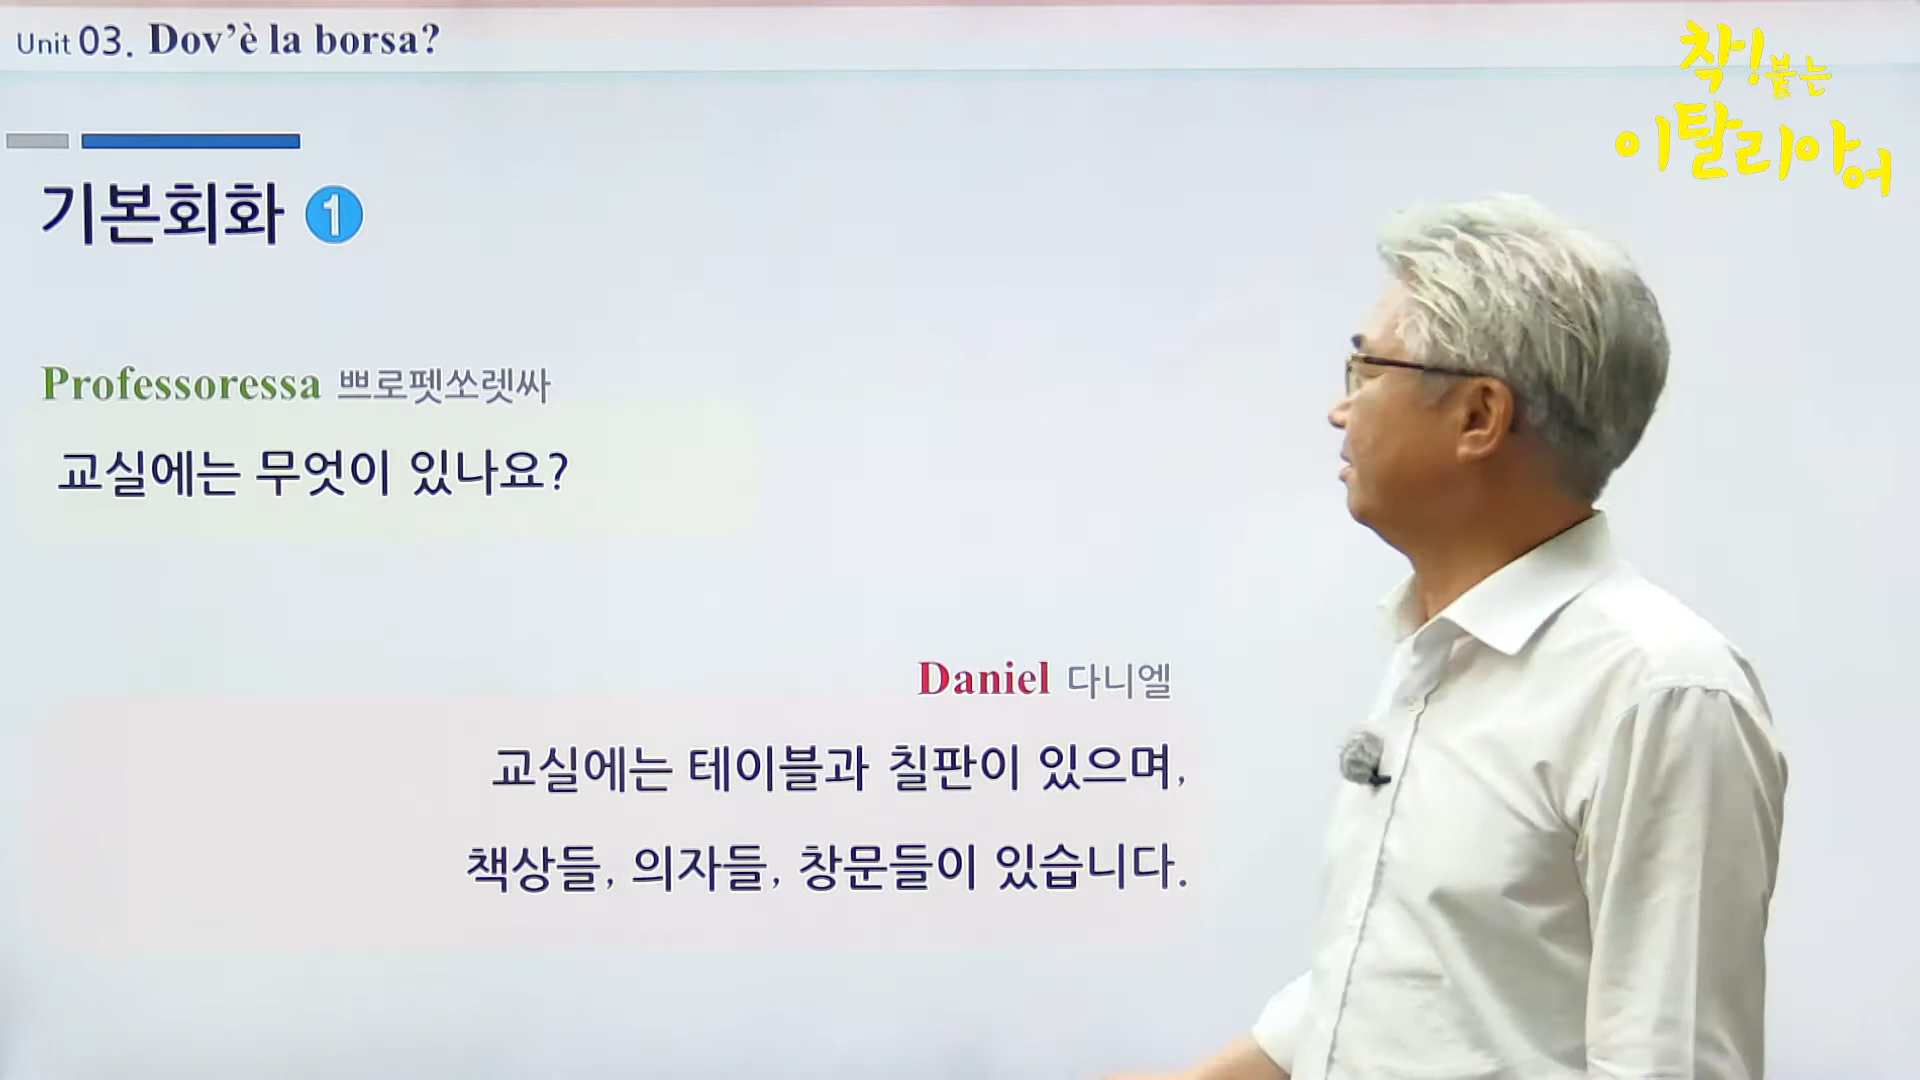 Unit 03. Dov'è la borsa?
착! 붙는
이탈리아어
기본회화 1
Professoressa 쁘로펫쏘렛싸
교실에는 무엇이 있나요?
Daniel 다니엘
교실에는 테이블과 칠판이 있으며,
책상들, 의자들, 창문들이 있습니다.